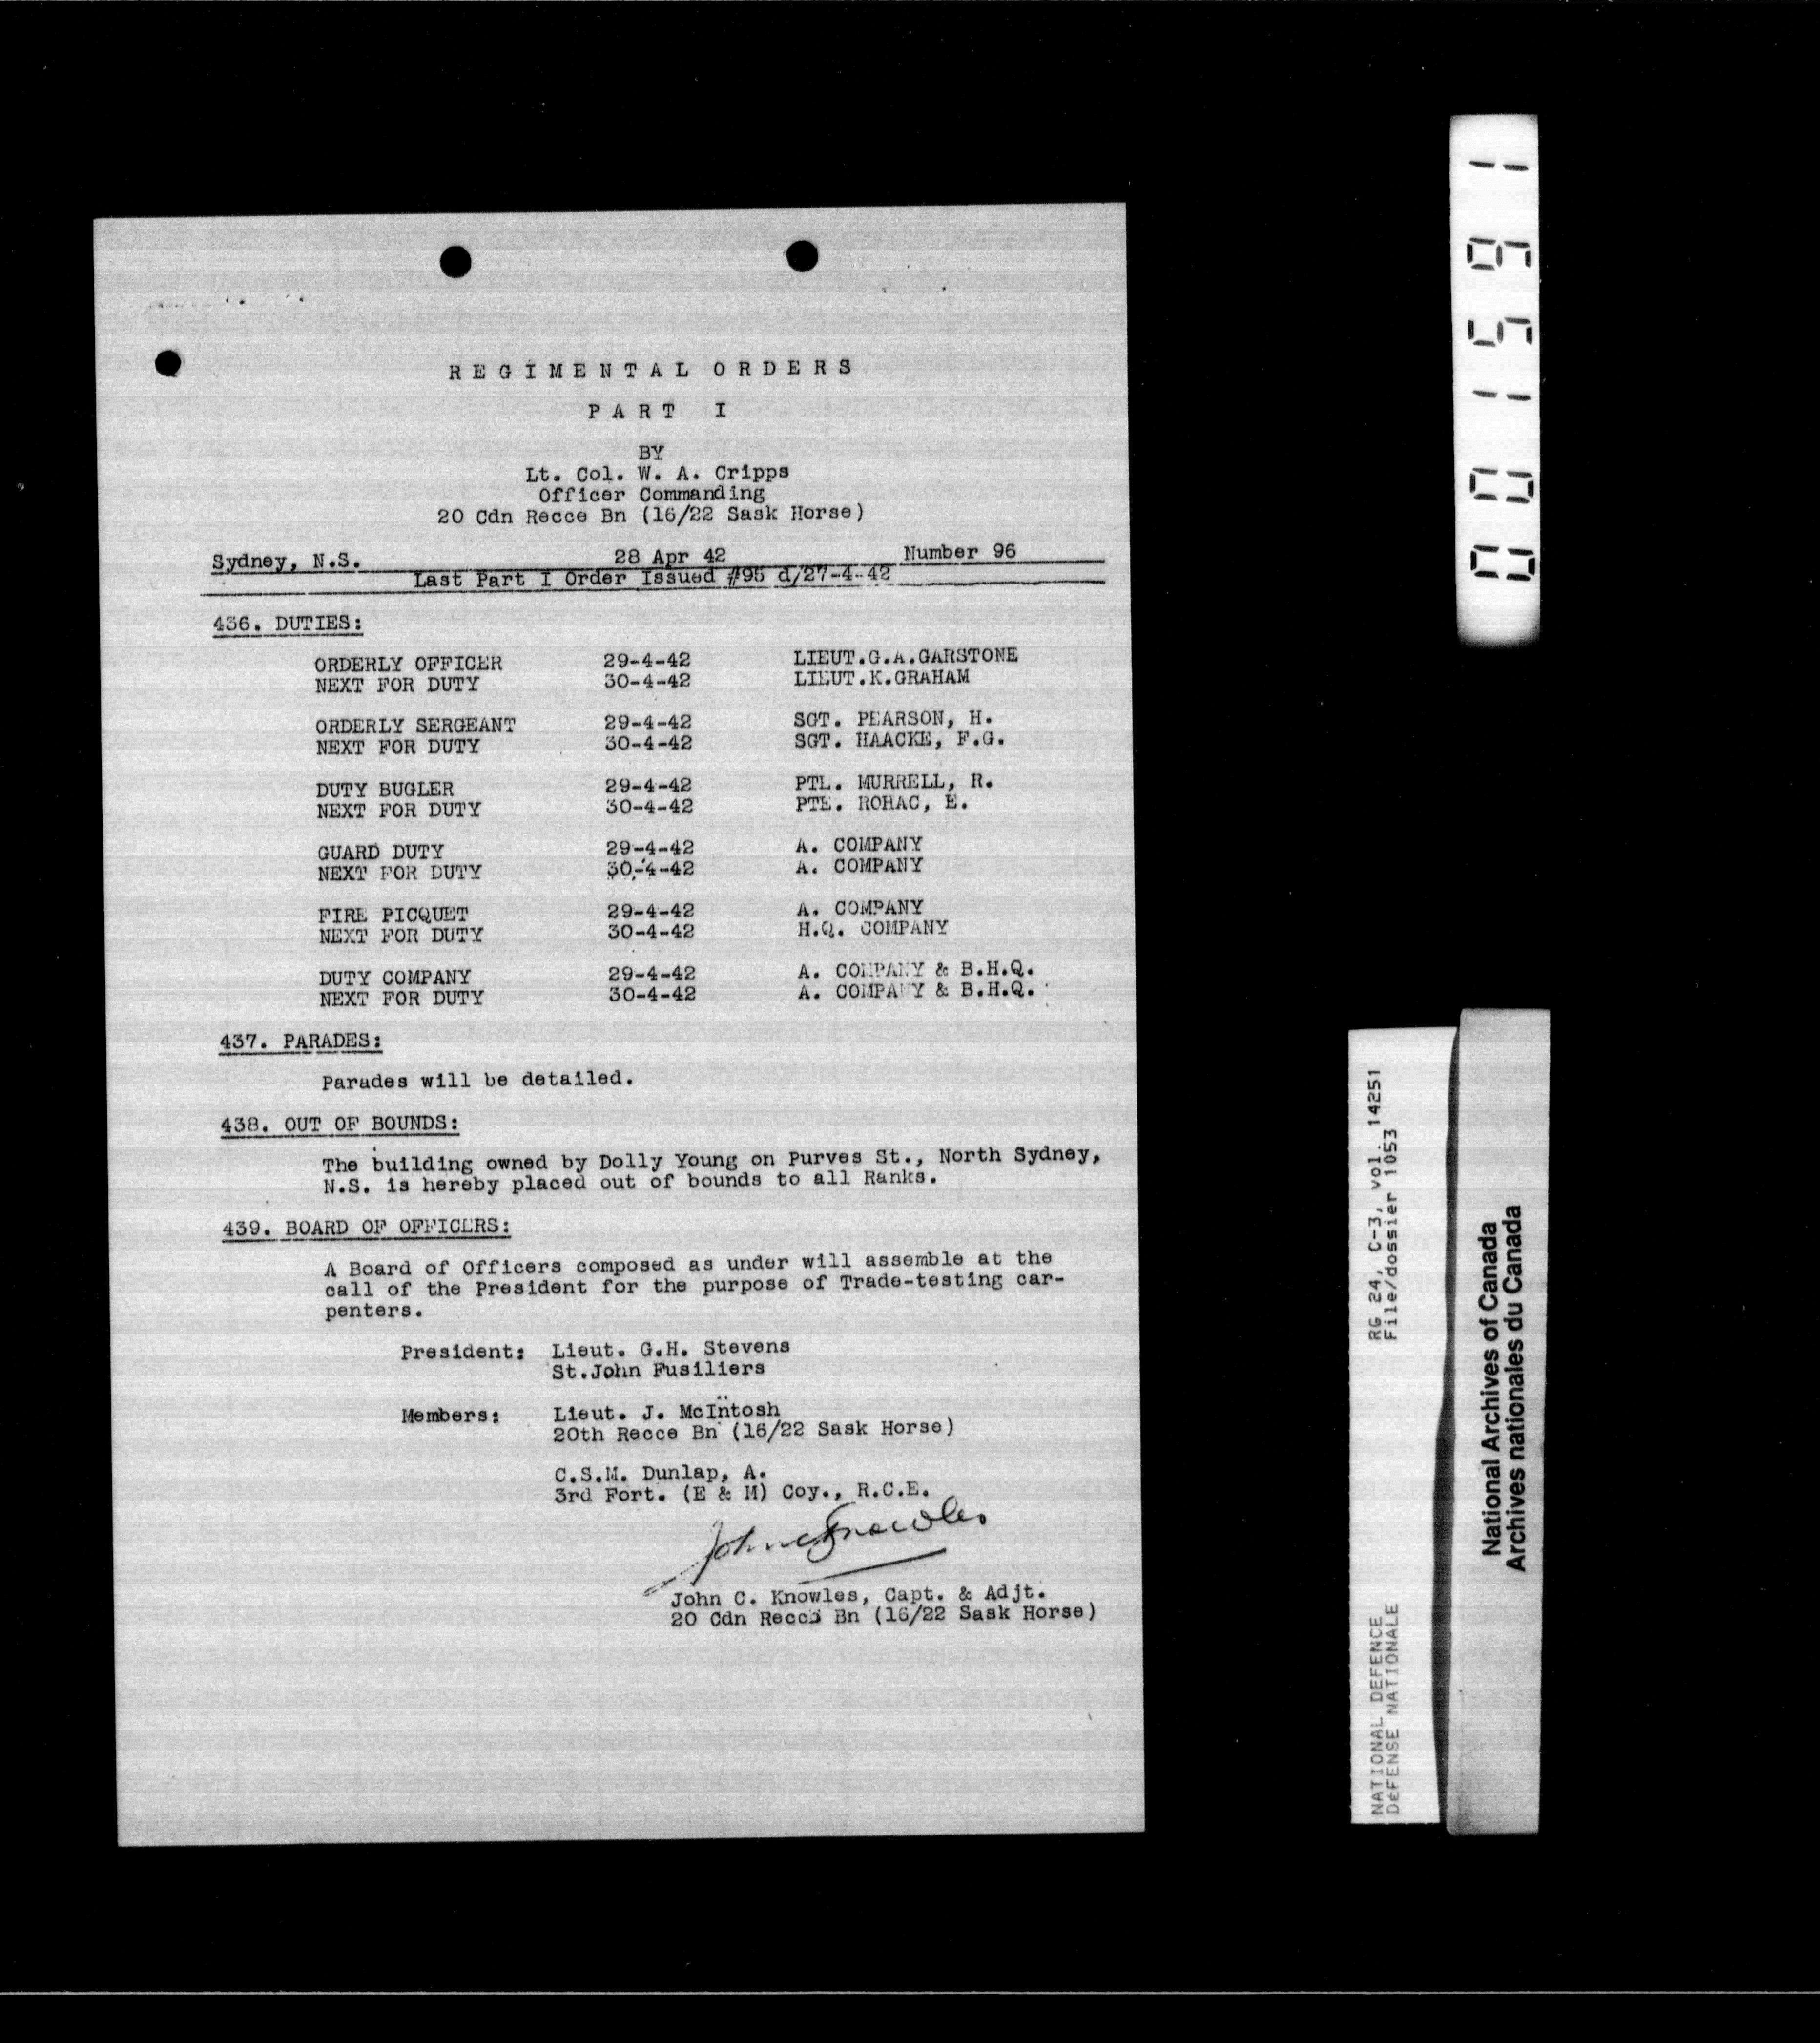 REGIMENTAL ORDERS
PART I
BY
Lt. Col. W. A. Cripps
Officer Commanding
20 Cdn Recce Bn (16/22 Sask Horse)
Sydney, N.S. 28 Apr 42 Number 96
Last Part I Order Issued #95 d/27-4-42
436. DUTIES:
ORDERLY OFFICER 29-4-42 LIEUT.G.A.GARSTONE
NEXT FOR DUTY 30-4-42 LIEUT.K.GRAHAM
ORDERLY SERGEANT 29-4-42 SGT. PEARSON, H.
NEXT FOR DUTY 30-4-42 SGT. HAACKE, F.G.
DUTY BUGLER 29-4-42 PTE. MURRELL, R.
NEXT FOR DUTY 30-4-42 PTE. ROHAC, E.
GUARD DUTY 29-4-42 A. COMPANY
NEXT FOR DUTY 30-4-42 A. COMPANY
FIRE PICQUET 29-4-42 A. COMPANY
NEXT FOR DUTY 30-4-42 H.Q. COMPANY
DUTY COMPANY 29-4-42 A. COMPANY & B.H.Q.
NEXT FOR DUTY 30-4-42 A. COMPANY & B.H.Q.
437. PARADES:
Parades will be detailed.
438. OUT OF BOUNDS:
The building owned by Dolly Young on Purves St., North Sydney,
N.S. is hereby placed out of bounds to all Ranks.
439. BOARD OF OFFICERS:
A Board of Officers composed as under will assemble at the
call of the President for the purpose of Trade-testing car-
penters.
President: Lieut. G.H. Stevens
St.John Fusiliers
Members: Lieut. J. McIntosh
20th Recce Bn (16/22 Sask Horse)
C.S.M. Dunlap, A.
3rd Fort. (E & M) Coy., R.C.E.
John C Knowles
John C. Knowles, Capt. & Adjt.
20 Cdn Recce Bn (16/22 Sask Horse)
001591
NATIONAL DEFENCE RG 24, C-3, vol. 14251
DÉFENSE NATIONALE File/dossier 1053
National Archives of Canada
Archives nationales du Canada